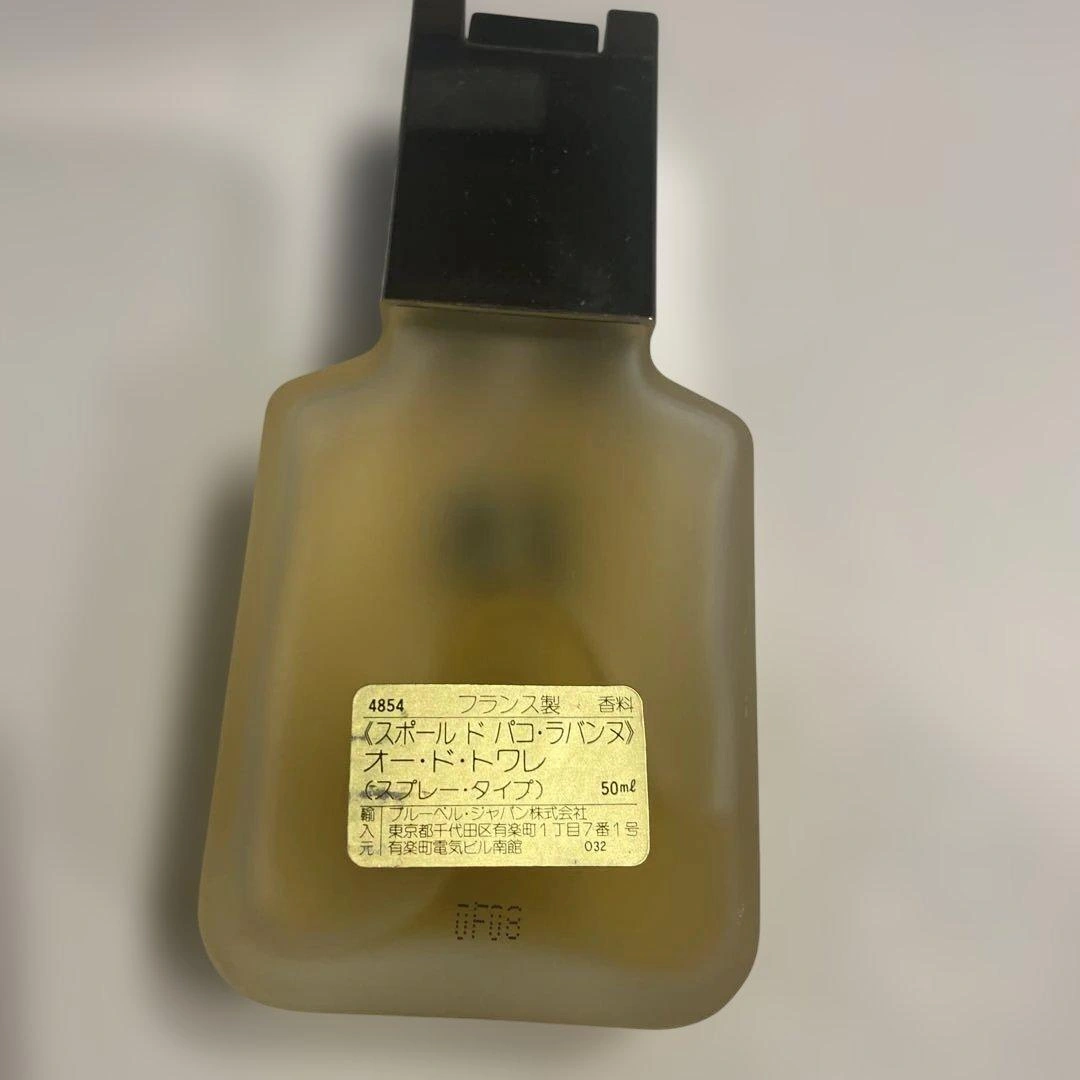 4854 フランス製 香料
《スポール ド パコ・ラバンヌ》
オー・ド・トワレ
(スプレー・タイプ) 50mℓ
輸入元 ブルーベル・ジャパン株式会社
東京都千代田区有楽町1丁目7番1号
有楽町電気ビル南館 032
0F08